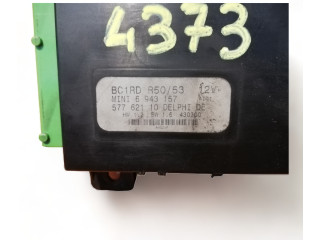 4373
BC1RD R50/53 12V
MINI 6 943 157
577 621 10 DELPHI DE